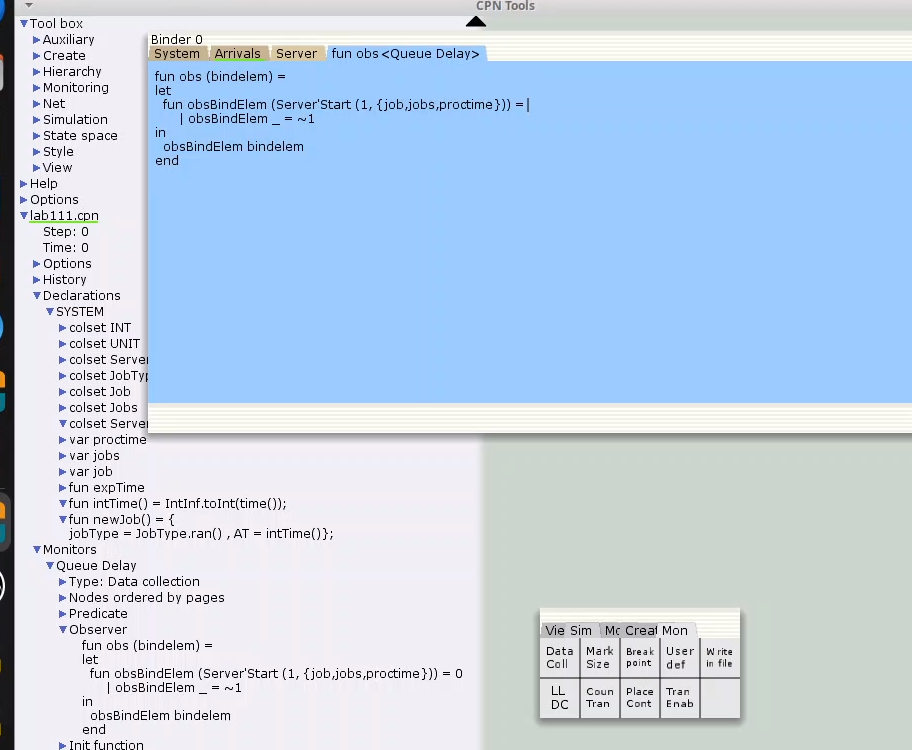 CPN Tools
Tool box
Auxiliary
Create
Hierarchy
Monitoring
Net
Simulation
State space
Style
View
Help
Options
lab111.cpn
Step: 0
Time: 0
Options
History
Declarations
SYSTEM
colset INT
colset UNIT
colset Server
colset JobTyp
colset Job
colset Jobs
colset Server
var proctime
var jobs
var job
fun expTime
fun intTime() = IntInf.toInt(time());
fun newJob() = {
jobType = JobType.ran() , AT = intTime()};
Monitors
Queue Delay
Type: Data collection
Nodes ordered by pages
Predicate
Observer
fun obs (bindelem) =
let
fun obsBindElem (Server'Start (1, {job,jobs,proctime})) = 0
| obsBindElem _ = ~1
in
obsBindElem bindelem
end
Init function
Binder 0
System Arrivals Server fun obs <Queue Delay>
fun obs (bindelem) =
let
fun obsBindElem (Server'Start (1, {job,jobs,proctime})) =
| obsBindElem _ = ~1
in
obsBindElem bindelem
end
Vie Sim Mo Creat Mon
Data Coll
Mark Size
Break point
User def
Write in file
LL DC
Coun Tran
Place Cont
Tran Enab